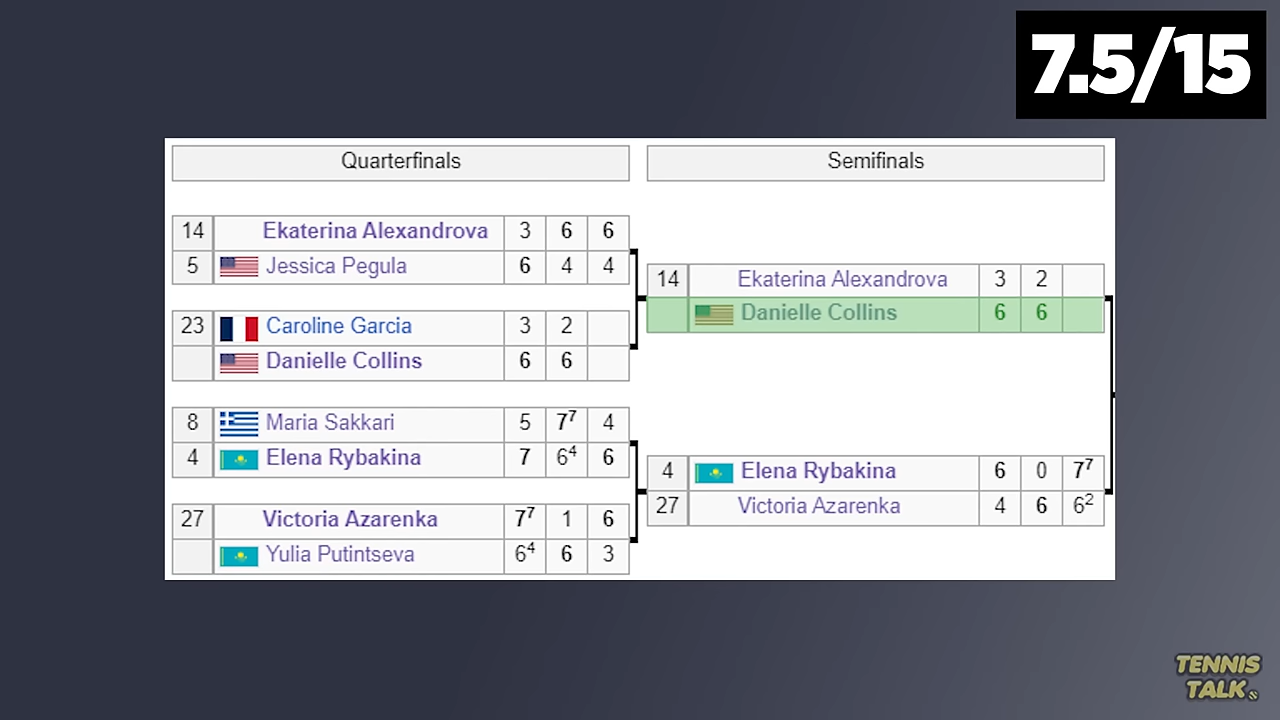 7.5/15
Quarterfinals
Semifinals
14 Ekaterina Alexandrova 3 6 6
5 Jessica Pegula 6 4 4
14 Ekaterina Alexandrova 3 2
Danielle Collins 6 6
23 Caroline Garcia 3 2
Danielle Collins 6 6
8 Maria Sakkari 5 7⁷ 4
4 Elena Rybakina 7 6⁴ 6
4 Elena Rybakina 6 0 7⁷
27 Victoria Azarenka 4 6 6²
27 Victoria Azarenka 7⁷ 1 6
Yulia Putintseva 6⁴ 6 3
TENNIS
TALK